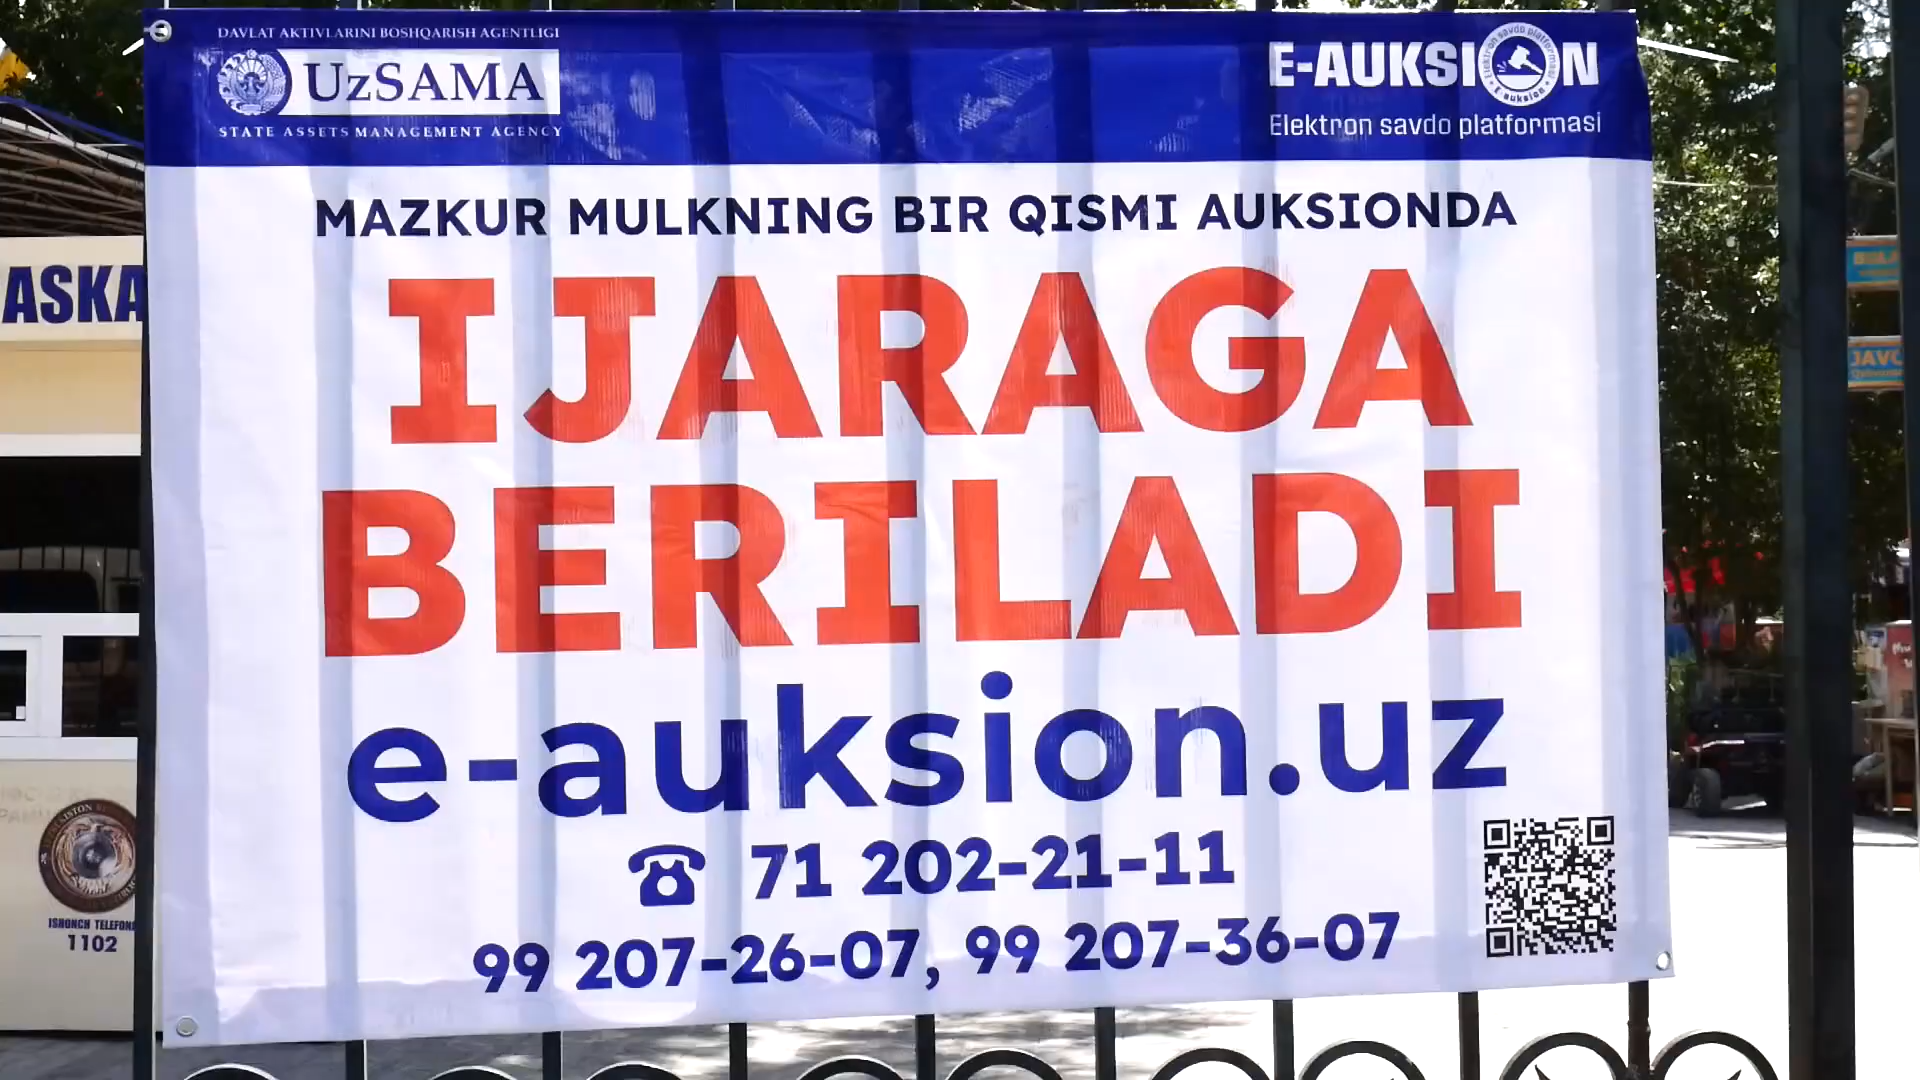 DAVLAT AKTIVLARINI BOSHQARISH AGENTLIGI
UzSAMA
STATE ASSETS MANAGEMENT AGENCY
E-AUKSION
Elektron savdo platformasi
MAZKUR MULKNING BIR QISMI AUKSIONDA
IJARAGA
BERILADI
e-auksion.uz
71 202-21-11
99 207-26-07, 99 207-36-07
ASKA
ISHONCH TELEFONI
1102
JAVO